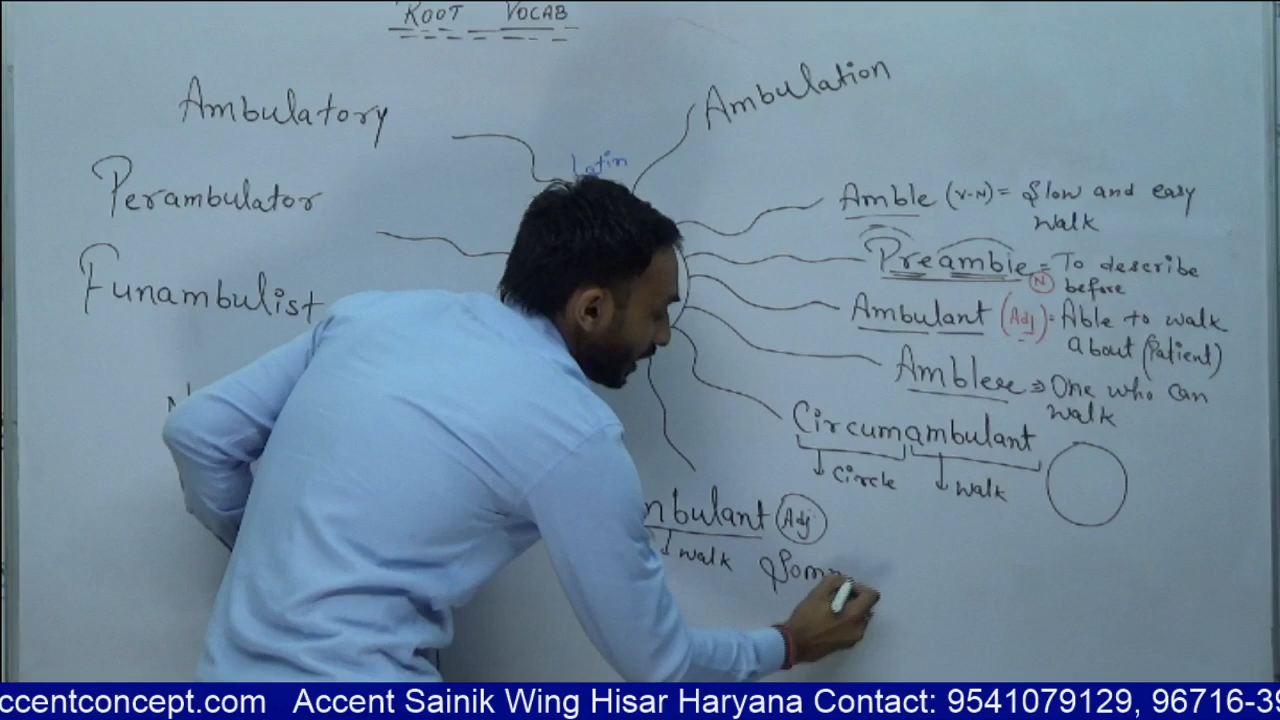 ROOT VOCAB
Ambulatory
Ambulation
Latin
Perambulator
Amble (V-N) = Slow and easy
walk
Preamble = To describe
(N) before
Funambulist
Ambulant (Adj) = Able to walk
About (Patient)
Amblere ⇒ One who can
walk
Circumambulant
↓ circle ↓ walk
nbulant (Adj)
↓ walk Somn
accentconcept.com Accent Sainik Wing Hisar Haryana Contact: 9541079129, 96716-39